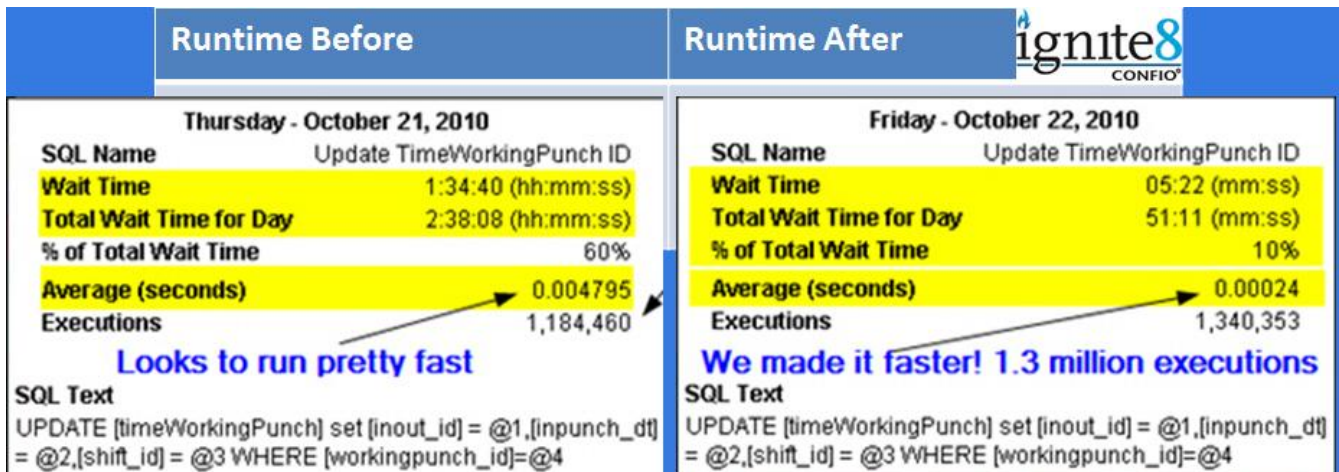 Runtime Before
Runtime After
ignite8
CONFIO®
Thursday - October 21, 2010
SQL Name Update TimeWorkingPunch ID
Wait Time 1:34:40 (hh:mm:ss)
Total Wait Time for Day 2:38:08 (hh:mm:ss)
% of Total Wait Time 60%
Average (seconds) 0.004795
Executions 1,184,460
Looks to run pretty fast
SQL Text
UPDATE [timeWorkingPunch] set [inout_id] = @1,[inpunch_dt]
= @2,[shift_id] = @3 WHERE [workingpunch_id]=@4
Friday - October 22, 2010
SQL Name Update TimeWorkingPunch ID
Wait Time 05:22 (mm:ss)
Total Wait Time for Day 51:11 (mm:ss)
% of Total Wait Time 10%
Average (seconds) 0.00024
Executions 1,340,353
We made it faster! 1.3 million executions
SQL Text
UPDATE [timeWorkingPunch] set [inout_id] = @1,[inpunch_dt]
= @2,[shift_id] = @3 WHERE [workingpunch_id]=@4